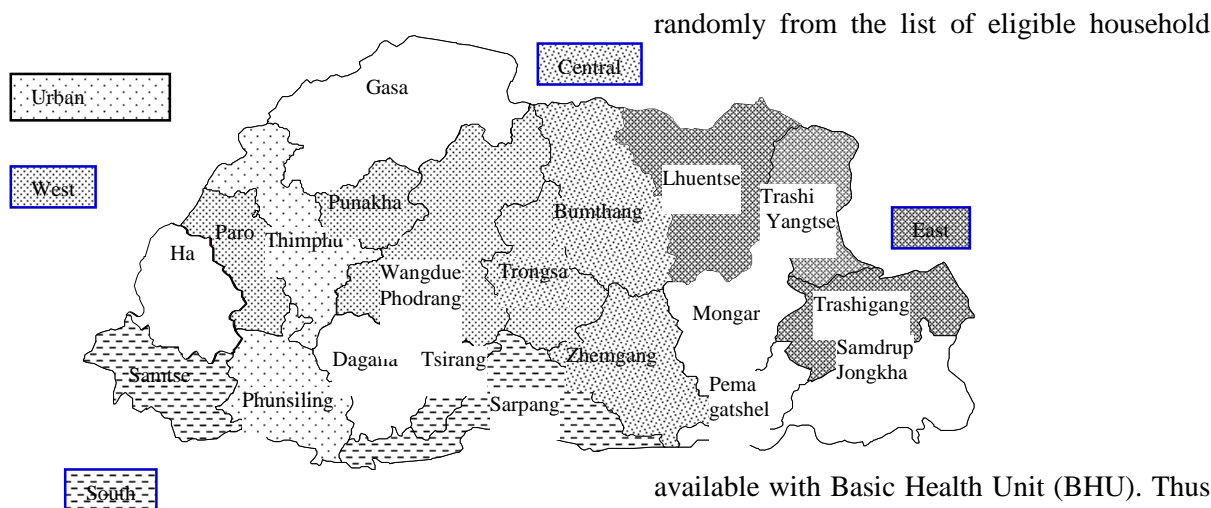 randomly from the list of eligible household
Central
Gasa
Urban
Lhuentse
West
Trashi
Punakha
Bumthang
Yangtse
East
Paro
Thimphu
Ha
Wangdue
Trongsa
Phodrang
Trashigang
Mongar
Samdrup
Dagana
Tsirang
Zhemgang
Jongkha
Samtse
Pema
Phunsiling
Sarpang
gatshel
available with Basic Health Unit (BHU). Thus
South